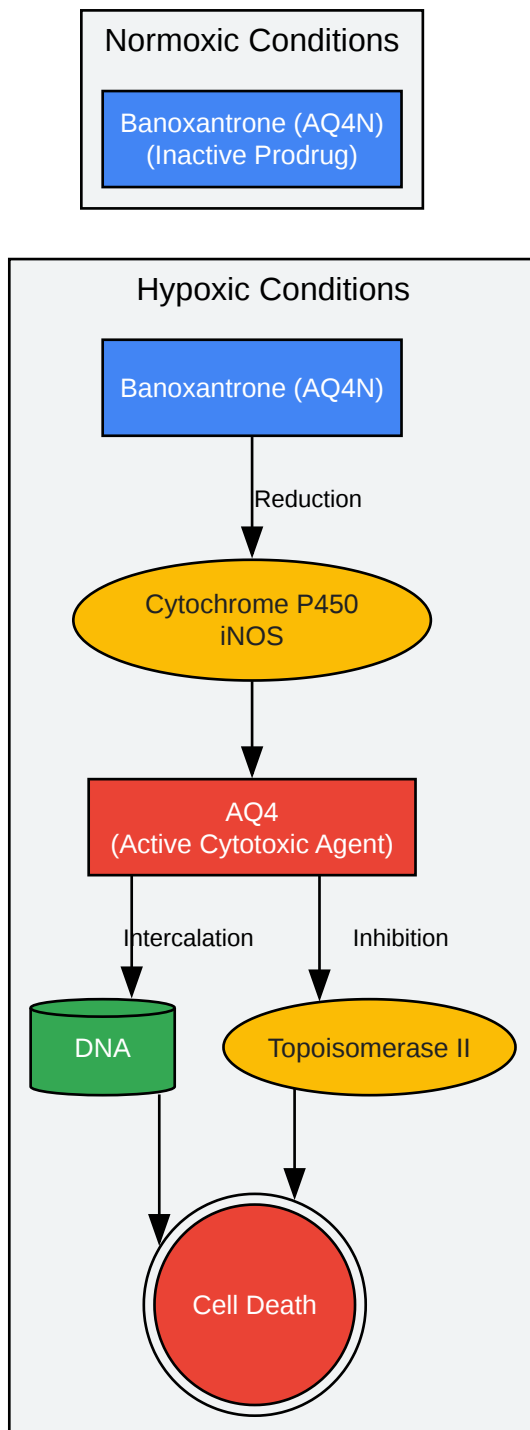 Normoxic Conditions
Banoxantrone (AQ4N)
(Inactive Prodrug)
Hypoxic Conditions
Banoxantrone (AQ4N)
Reduction
Cytochrome P450
iNOS
AQ4
(Active Cytotoxic Agent)
Intercalation
Inhibition
DNA
Topoisomerase II
Cell Death